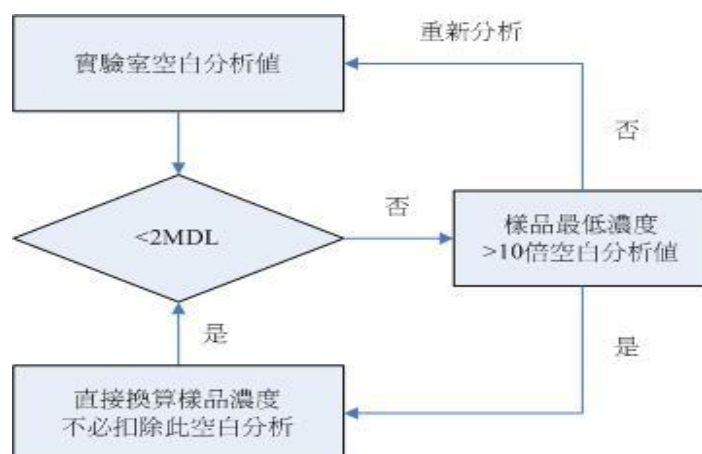 重新分析
實驗室空白分析值
否
否
<2MDL
樣品最低濃度
>10倍空白分析值
是
是
直接換算樣品濃度
不必扣除此空白分析